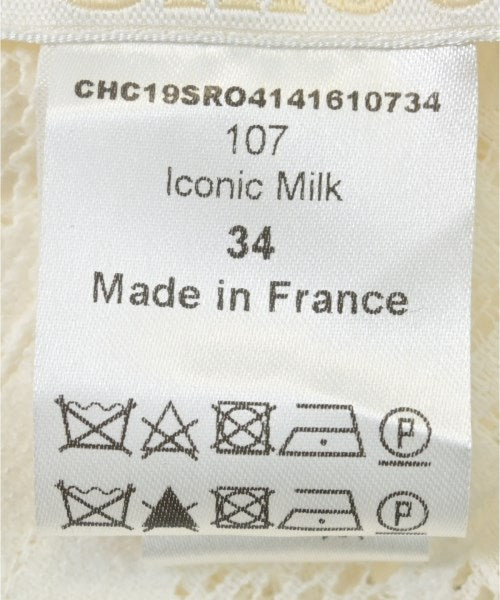 CHC19SRO4141610734
107
Iconic Milk
34
Made in France
P
P